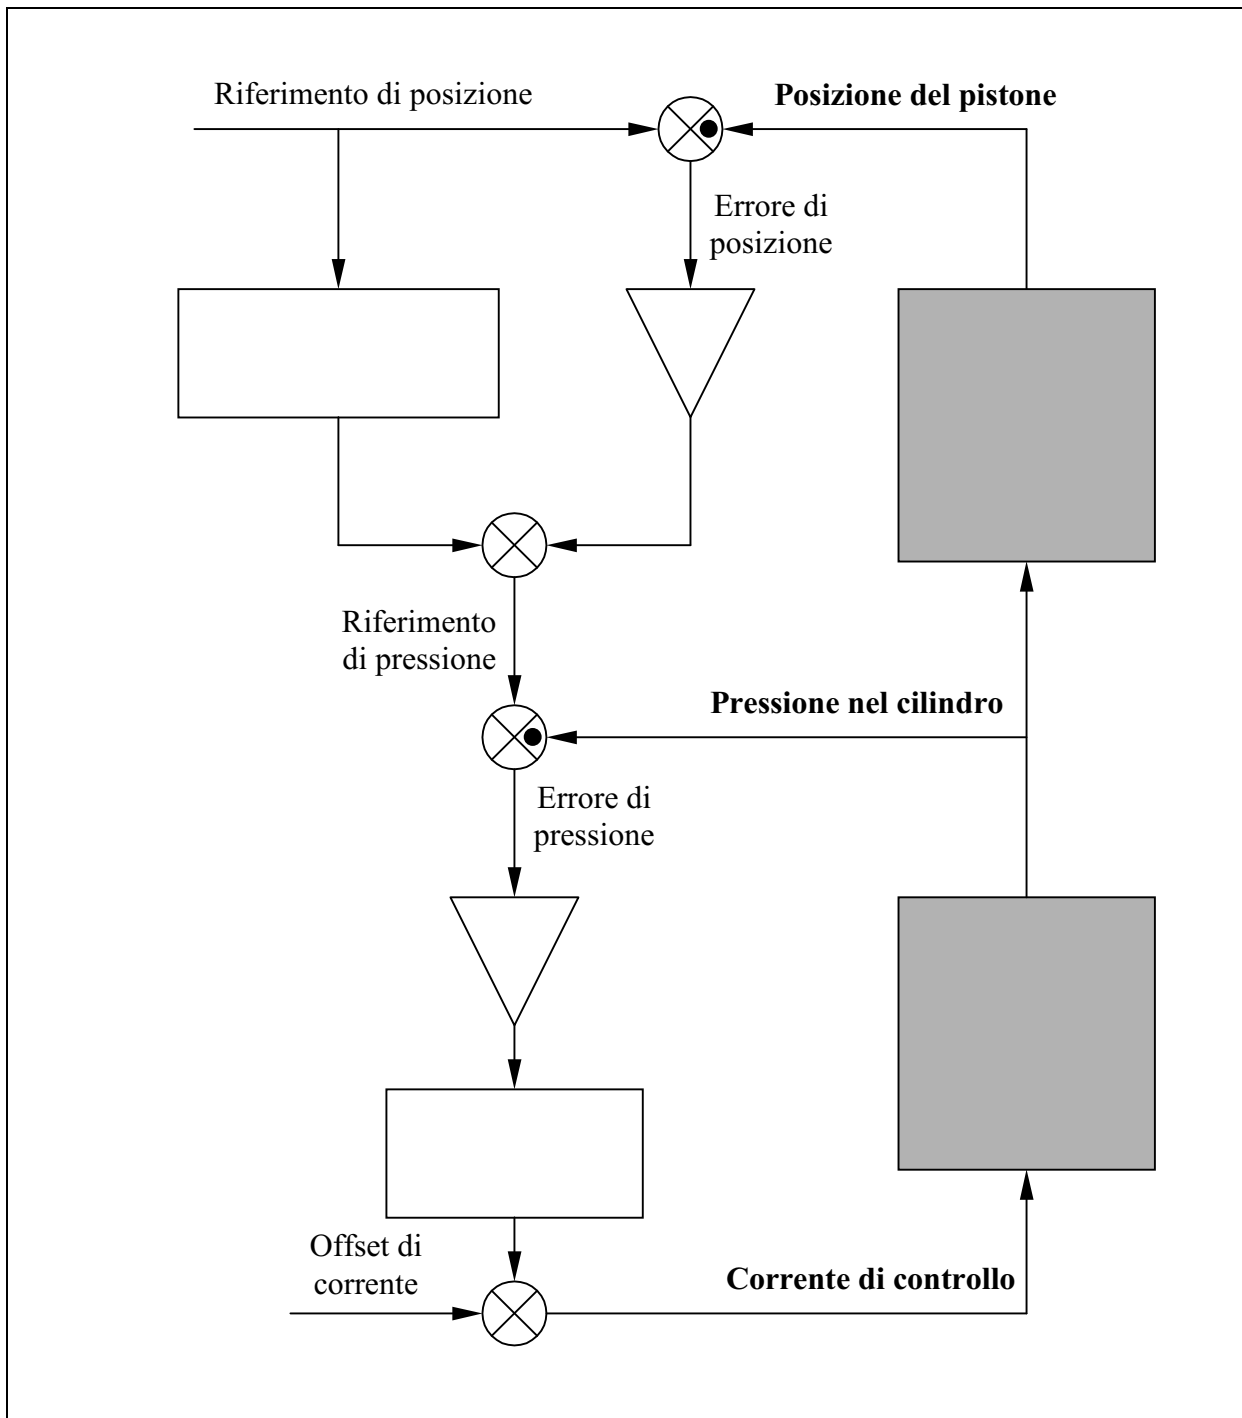 Riferimento di posizione
Posizione del pistone
Errore di
posizione
Riferimento
di pressione
Pressione nel cilindro
Errore di
pressione
Offset di
corrente
Corrente di controllo